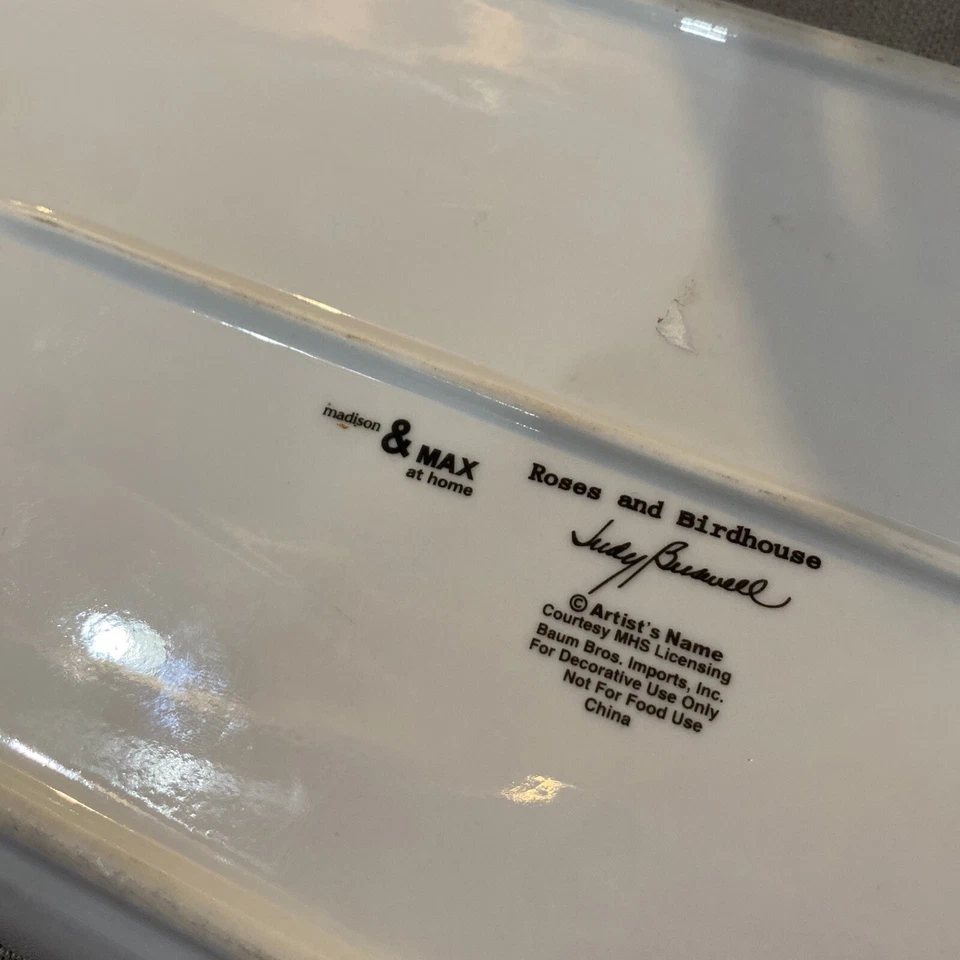 madison
& MAX
at home
Roses and Birdhouse
Judy Buswell
© Artist's Name
Courtesy MHS Licensing
Baum Bros. Imports, Inc.
For Decorative Use Only
Not For Food Use
China